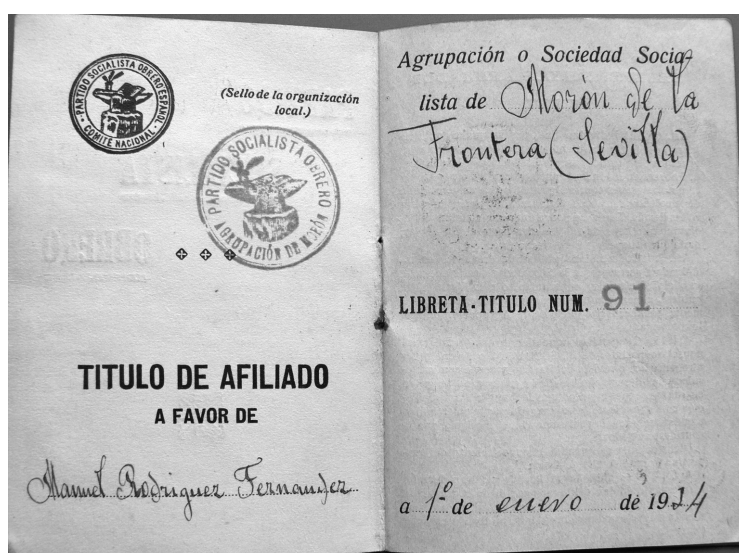 PARTIDO SOCIALISTA OBRERO ESPAÑOL
· COMITÉ NACIONAL ·
(Sello de la organización
local.)
PARTIDO SOCIALISTA OBRERO
AGRUPACIÓN DE MORÓN
TITULO DE AFILIADO
A FAVOR DE
Manuel Rodriguez Fernandez
Agrupación o Sociedad Socia-
lista de Morón de la
Frontera (Sevilla)
LIBRETA-TITULO NUM. 91
a 1º de enero de 1934